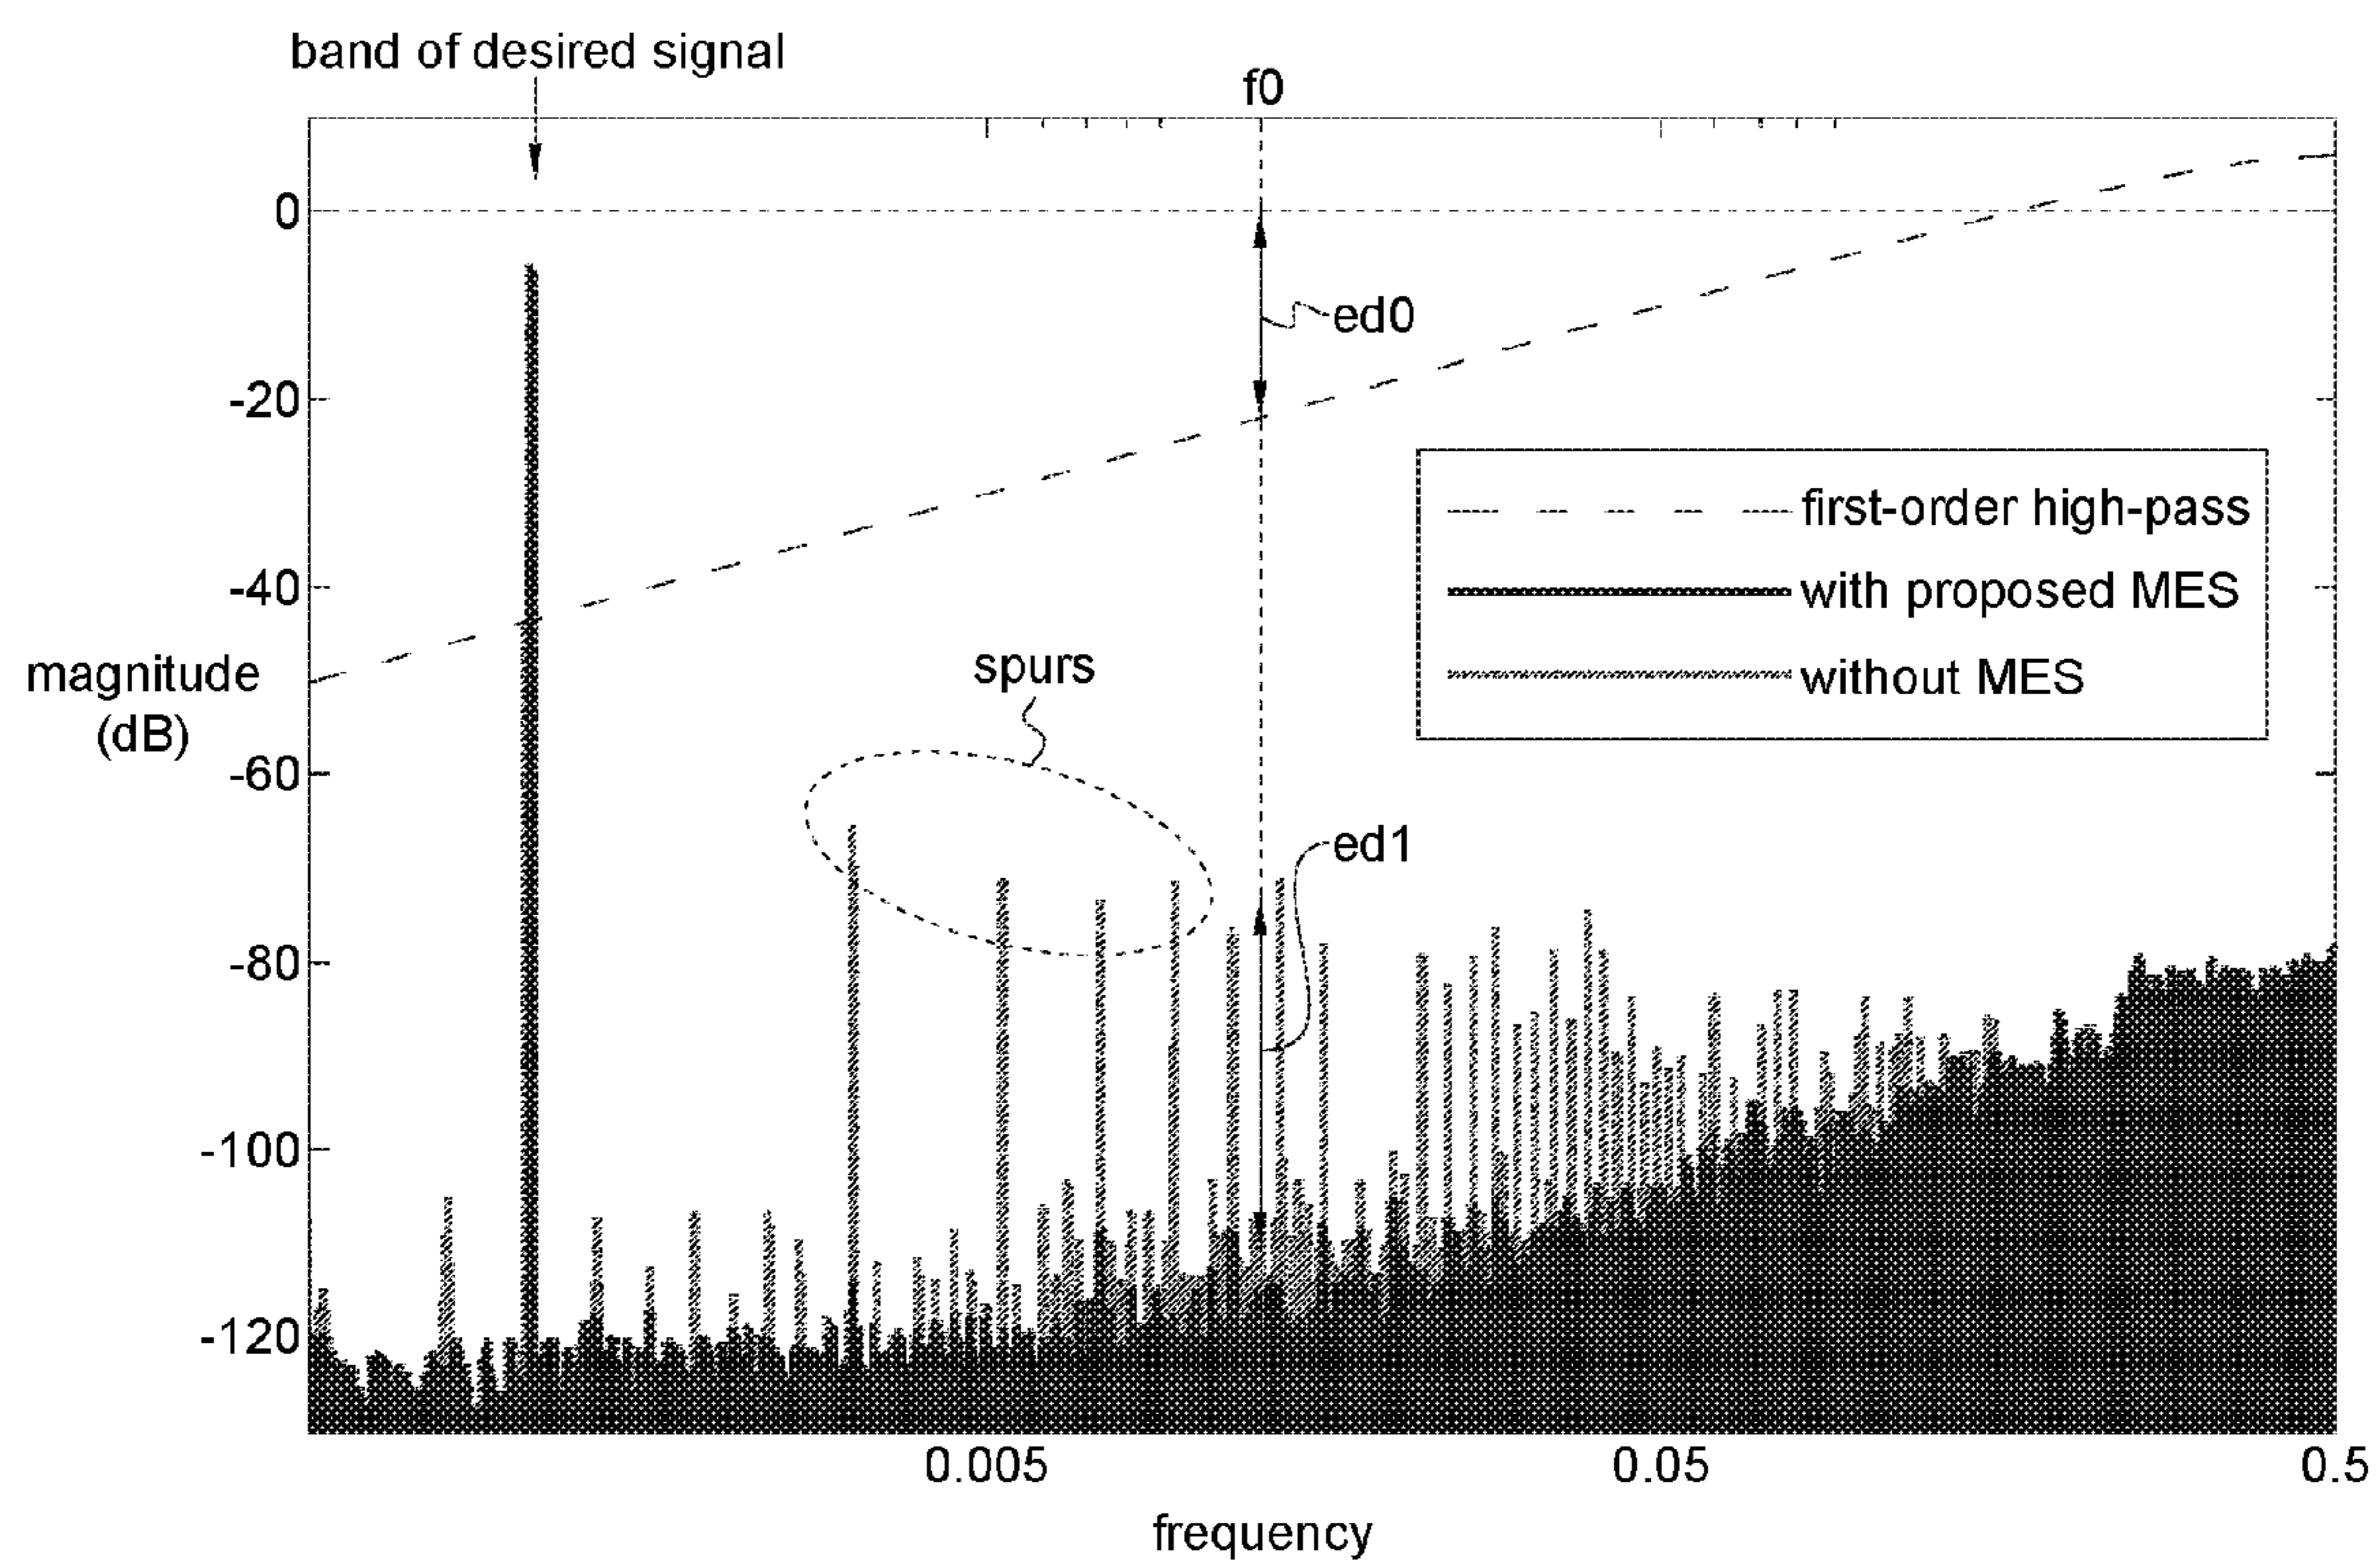 band of desired signal
f0
0
ed0
-20
first-order high-pass
with proposed MES
without MES
-40
magnitude
(dB)
spurs
-60
ed1
-80
-100
-120
0.005
0.05
0.5
frequency